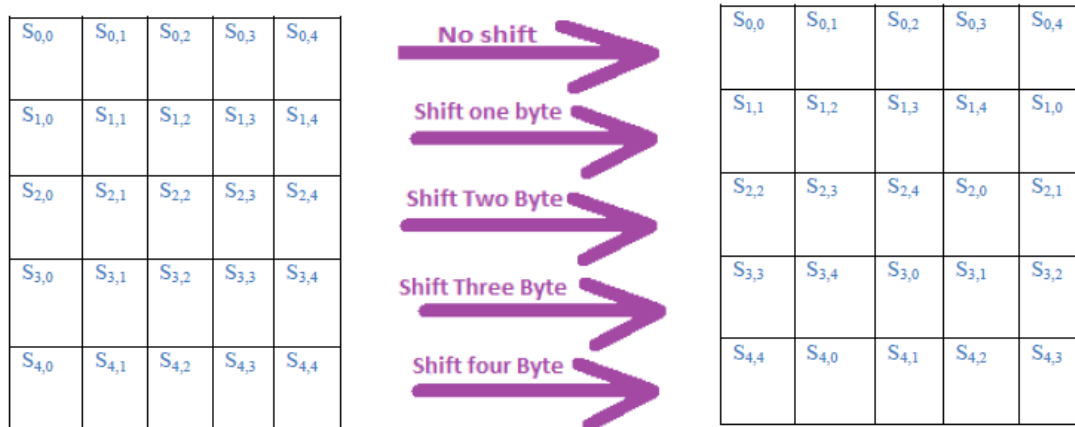 S0,0 S0,1 S0,2 S0,3 S0,4 No shift S0,0 S0,1 S0,2 S0,3 S0,4
S1,0 S1,1 S1,2 S1,3 S1,4 Shift one byte S1,1 S1,2 S1,3 S1,4 S1,0
S2,0 S2,1 S2,2 S2,3 S2,4 Shift Two Byte S2,2 S2,3 S2,4 S2,0 S2,1
S3,0 S3,1 S3,2 S3,3 S3,4 Shift Three Byte S3,3 S3,4 S3,0 S3,1 S3,2
S4,0 S4,1 S4,2 S4,3 S4,4 Shift four Byte S4,4 S4,0 S4,1 S4,2 S4,3